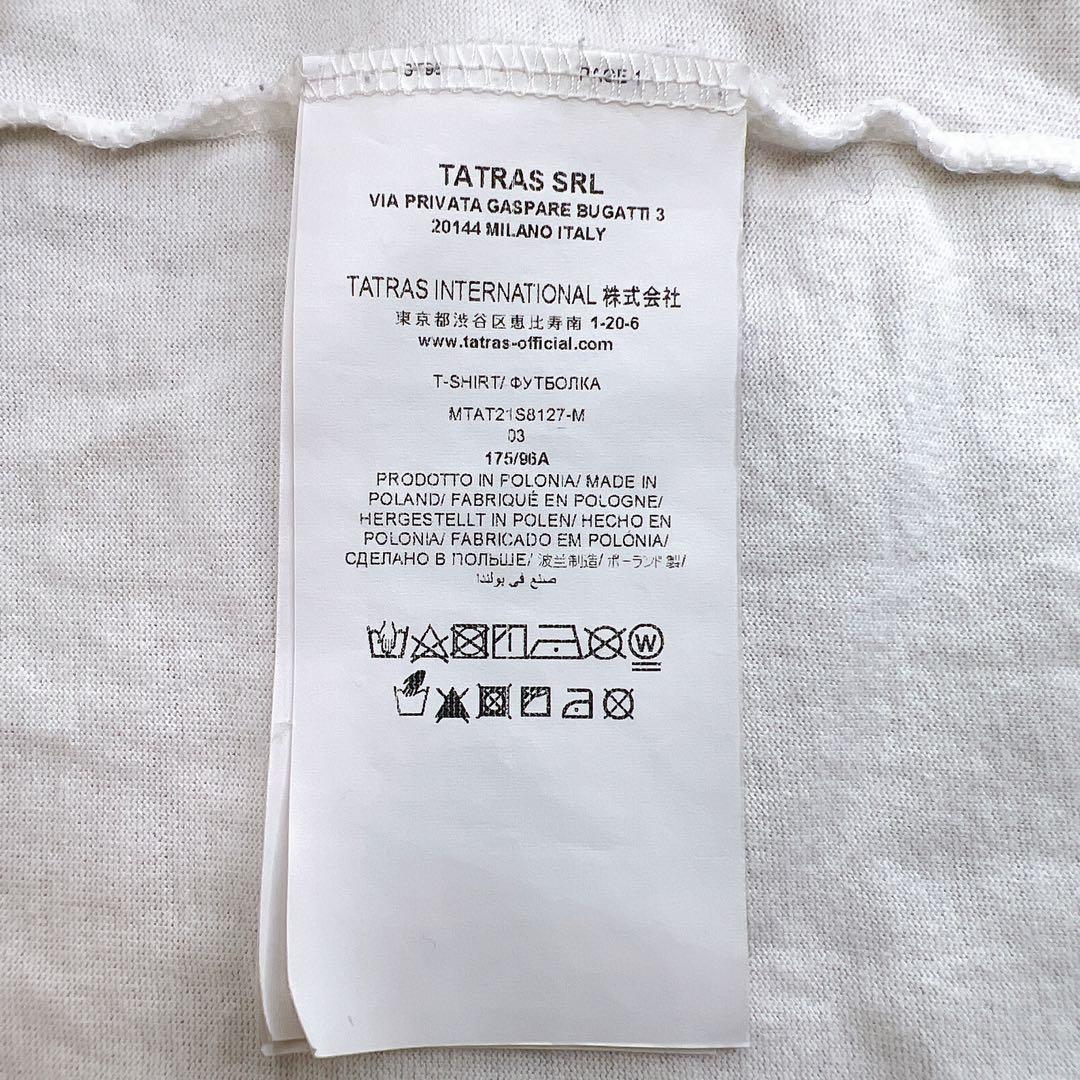 PAGE 1
TATRAS SRL
VIA PRIVATA GASPARE BUGATTI 3
20144 MILANO ITALY
TATRAS INTERNATIONAL 株式会社
東京都渋谷区恵比寿南 1-20-6
www.tatras-official.com
T-SHIRT/ ФУТБОЛКА
MTAT21S8127-M
03
175/96A
PRODOTTO IN POLONIA/ MADE IN
POLAND/ FABRIQUÉ EN POLOGNE/
HERGESTELLT IN POLEN/ HECHO EN
POLONIA/ FABRICADO EM POLÓNIA/
СДЕЛАНО В ПОЛЬШЕ/ 波兰制造/ ポーランド製/
صنع في بولندا
W